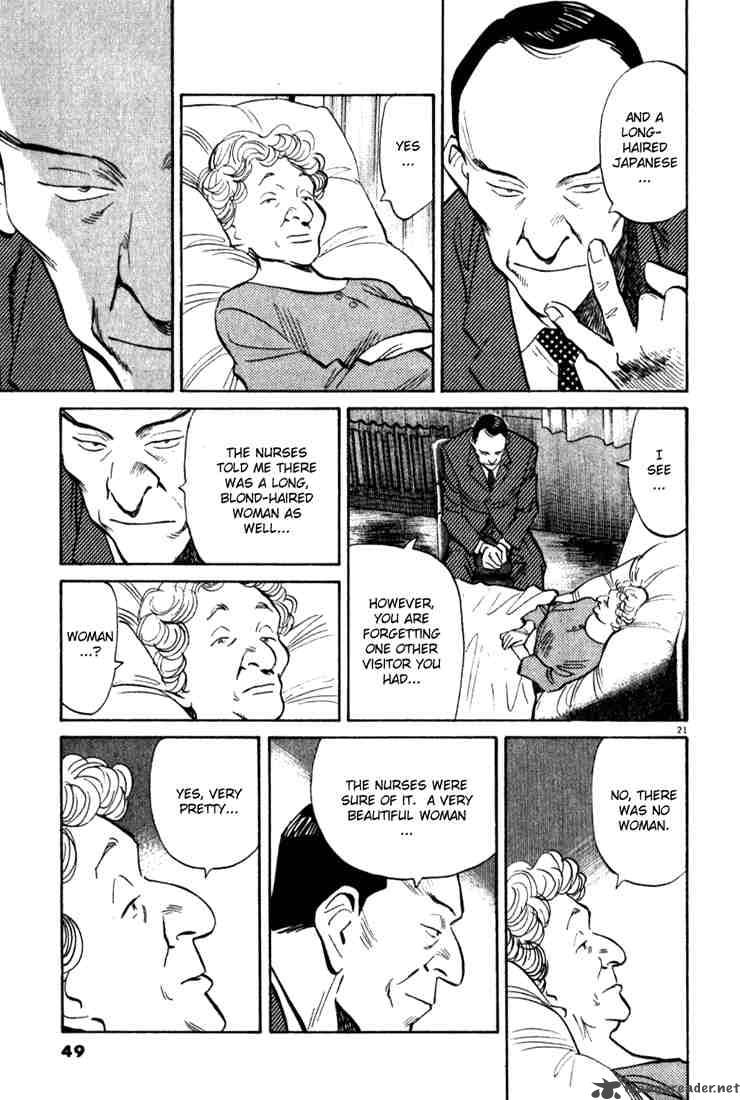 AND A
LONG-
HAIRED
JAPANESE
...
YES
...
I
SEE
...
HOWEVER,
YOU ARE
FORGETTING
ONE OTHER
VISITOR YOU
HAD...
THE NURSES
TOLD ME THERE
WAS A LONG,
BLOND-HAIRED
WOMAN AS
WELL...
WOMAN
...?
21
NO, THERE
WAS NO
WOMAN.
THE NURSES WERE
SURE OF IT. A VERY
BEAUTIFUL WOMAN
...
YES, VERY
PRETTY...
49
Mangareader.net